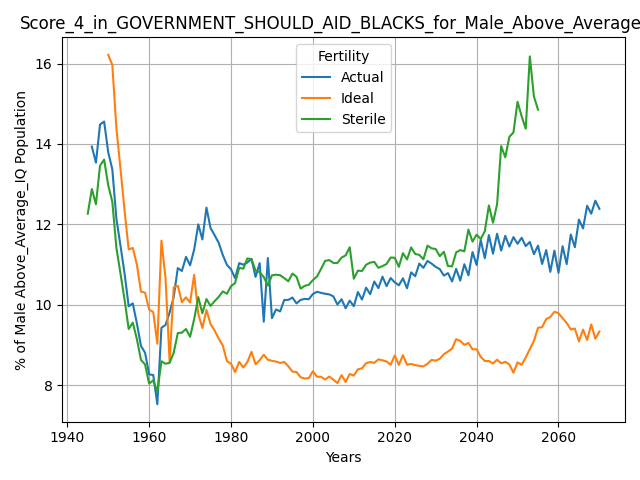 Score_4_in_GOVERNMENT_SHOULD_AID_BLACKS_for_Male_Above_Average
Fertility
Actual
Ideal
Sterile
% of Male Above_Average_IQ Population
16
14
12
10
8
1940 1960 1980 2000 2020 2040 2060
Years